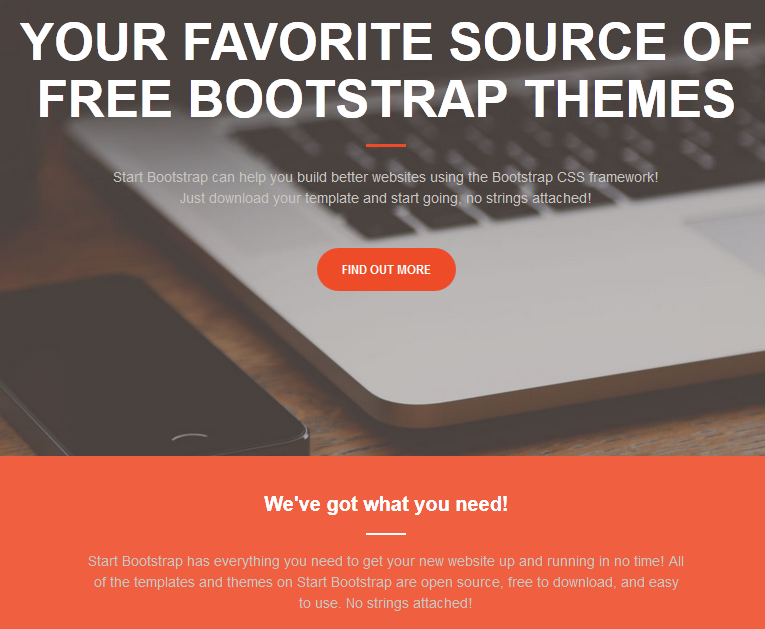 YOUR FAVORITE SOURCE OF
FREE BOOTSTRAP THEMES
Start Bootstrap can help you build better websites using the Bootstrap CSS framework!
Just download your template and start going, no strings attached!
FIND OUT MORE
We've got what you need!
Start Bootstrap has everything you need to get your new website up and running in no time! All
of the templates and themes on Start Bootstrap are open source, free to download, and easy
to use. No strings attached!